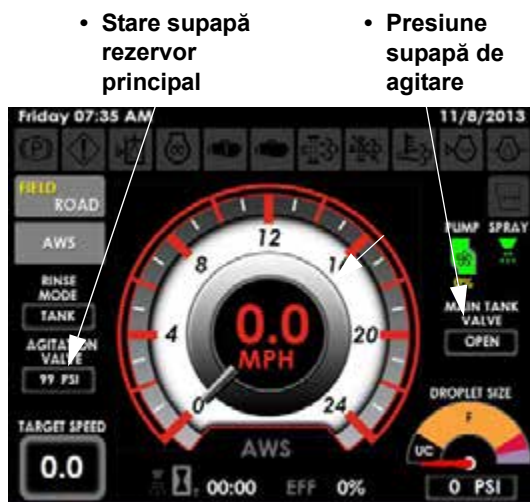 • Stare supapă
rezervor
principal
• Presiune
supapă de
agitare
Friday 07:35 AM
11/8/2013
FIELD
ROAD
AWS
RINSE
MODE
TANK
AGITATION
VALVE
99 PSI
TARGET SPEED
0.0
0
4
8
12
20
24
0.0
MPH
AWS
00:00 EFF 0%
PUMP SPRAY
MAIN TANK
VALVE
OPEN
DROPLET SIZE
F
UC
0 PSI